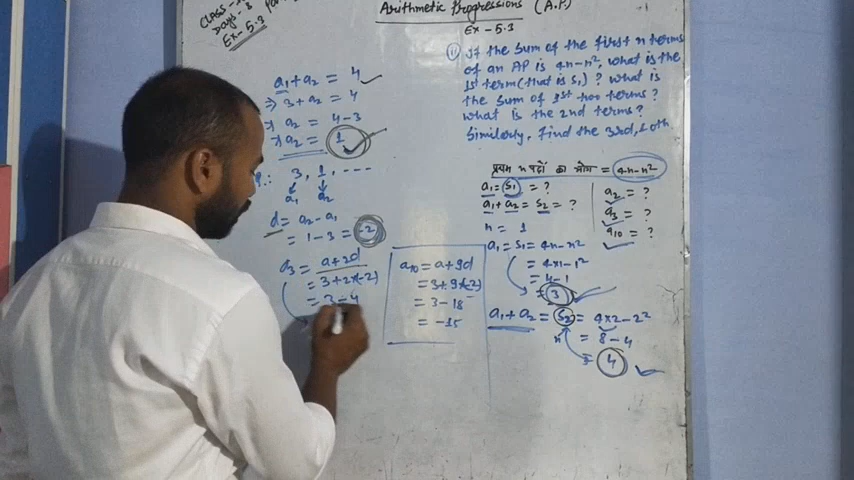 CLASS-
Days-3
Ex-5.3
Arithmetic Progressions (A.P)
Ex-5.3
(ii) If the Sum of the first n terms
of an AP is 4n-n², what is the
1st term (that is S₁)? what is
the sum of 1st two terms?
what is the 2nd terms?
Similarly, find the 3rd, 10th
a₁+a₂ = 4
⇒ 3+a₂ = 4
⇒ a₂ = 4-3
⇒ a₂ = 1
3, 1, ----
a₁ a₂
d = a₂-a₁
= 1-3 = -2
a₃ = a+2d
= 3+2×(-2)
= 3-4
a₁₀ = a+9d
= 3+9×(-2)
= 3-18
= -15
प्रथम n पदों का योग = 4n-n²
a₁ = S₁ = ?
a₁+a₂ = S₂ = ?
n = 1
a₁ = S₁ = 4n-n²
= 4×1-1²
= 4-1
= 3
a₁+a₂ = S₂ = 4×2-2²
= 8-4
= 4
a₂ = ?
a₃ = ?
a₁₀ = ?